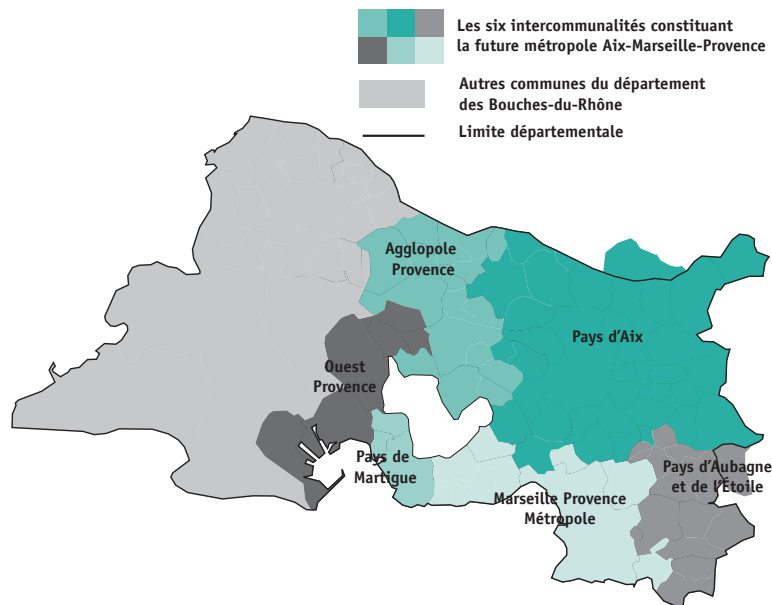 Les six intercommunalités constituant
la future métropole Aix-Marseille-Provence
Autres communes du département
des Bouches-du-Rhône
Limite départementale
Agglopole
Provence
Pays d'Aix
Ouest
Provence
Pays de
Martigue
Marseille Provence
Métropole
Pays d'Aubagne
et de l'Étoile